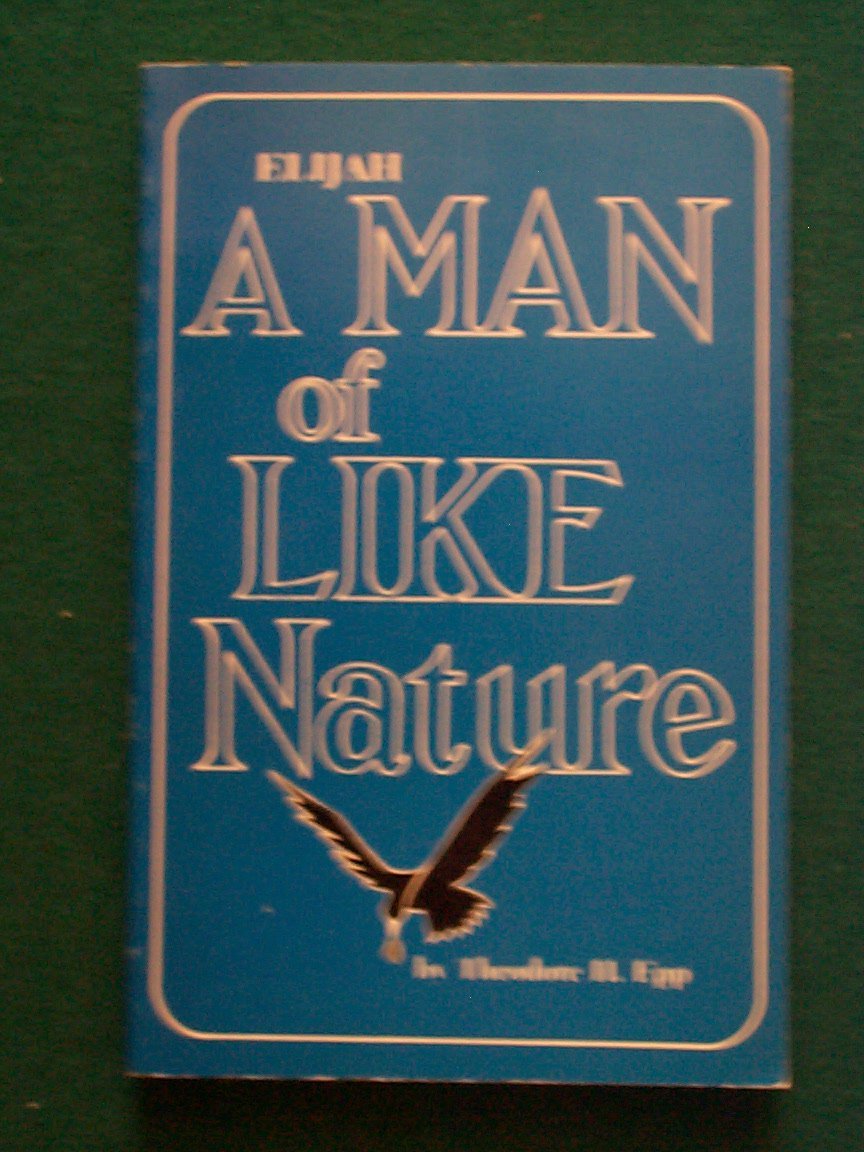 ELIJAH
A MAN
of
LIKE
Nature
by Theodore H. Epp